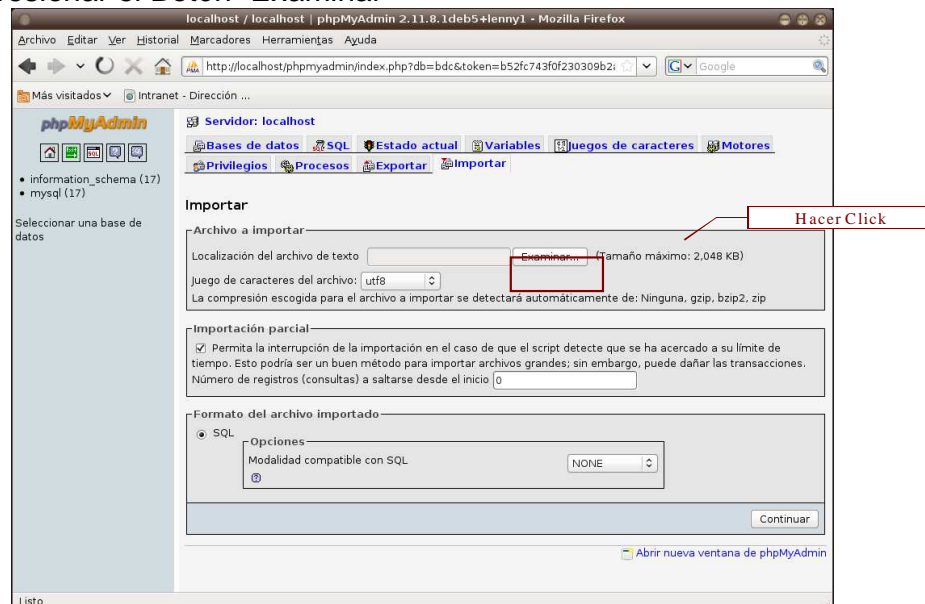 localhost / localhost | phpMyAdmin 2.11.8.1deb5+lenny1 - Mozilla Firefox
Archivo Editar Ver Historial Marcadores Herramientas Ayuda
http://localhost/phpmyadmin/index.php?db=bdc&token=b52fc743f0f230309b2 Google
Más visitados Intranet - Dirección ...
phpMyAdmin
information_schema (17)
mysql (17)
Seleccionar una base de
datos
Servidor: localhost
Bases de datos SQL Estado actual Variables Juegos de caracteres Motores
Privilegios Procesos Exportar Importar
Importar
Hacer Click
Archivo a importar
Localización del archivo de texto Examinar... (Tamaño máximo: 2,048 KB)
Juego de caracteres del archivo: utf8
La compresión escogida para el archivo a importar se detectará automáticamente de: Ninguna, gzip, bzip2, zip
Importación parcial
Permita la interrupción de la importación en el caso de que el script detecte que se ha acercado a su límite de
tiempo. Esto podría ser un buen método para importar archivos grandes; sin embargo, puede dañar las transacciones.
Número de registros (consultas) a saltarse desde el inicio 0
Formato del archivo importado
SQL
Opciones
Modalidad compatible con SQL NONE
Continuar
Abrir nueva ventana de phpMyAdmin
Listo